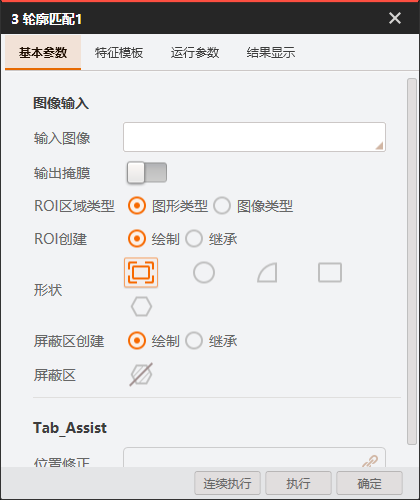 3 轮廓匹配1
基本参数 特征模板 运行参数 结果显示
图像输入
输入图像
输出掩膜
ROI区域类型 图形类型 图像类型
ROI创建 绘制 继承
形状
屏蔽区创建 绘制 继承
屏蔽区
Tab_Assist
位置修正
连续执行 执行 确定